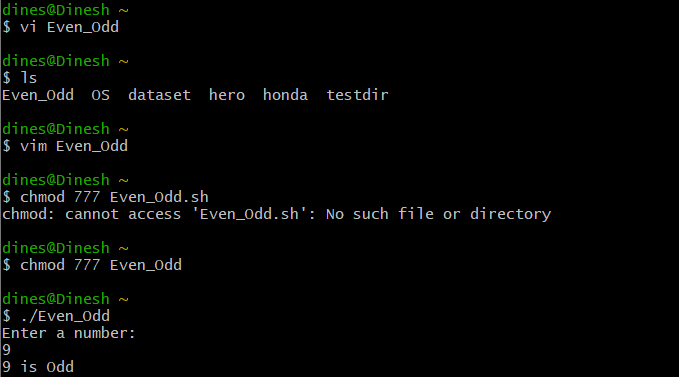 dines@Dinesh ~
$ vi Even_Odd
dines@Dinesh ~
$ ls
Even_Odd  OS  dataset  hero  honda  testdir
dines@Dinesh ~
$ vim Even_Odd
dines@Dinesh ~
$ chmod 777 Even_Odd.sh
chmod: cannot access 'Even_Odd.sh': No such file or directory
dines@Dinesh ~
$ chmod 777 Even_Odd
dines@Dinesh ~
$ ./Even_Odd
Enter a number:
9
9 is Odd